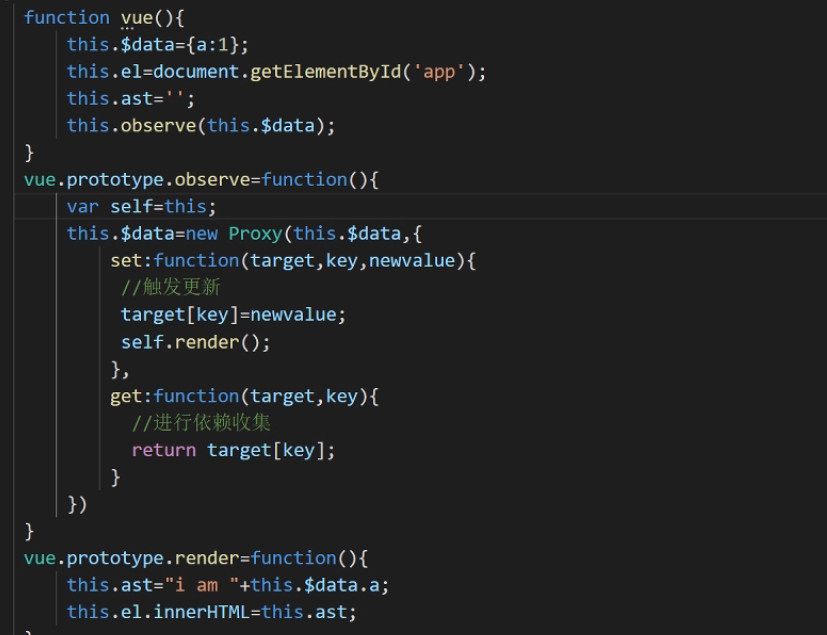 function vue(){
this.$data={a:1};
this.el=document.getElementById('app');
this.ast='';
this.observe(this.$data);
}
vue.prototype.observe=function(){
var self=this;
this.$data=new Proxy(this.$data,{
set:function(target,key,newvalue){
//触发更新
target[key]=newvalue;
self.render();
},
get:function(target,key){
//进行依赖收集
return target[key];
}
})
}
vue.prototype.render=function(){
this.ast="i am "+this.$data.a;
this.el.innerHTML=this.ast;
}